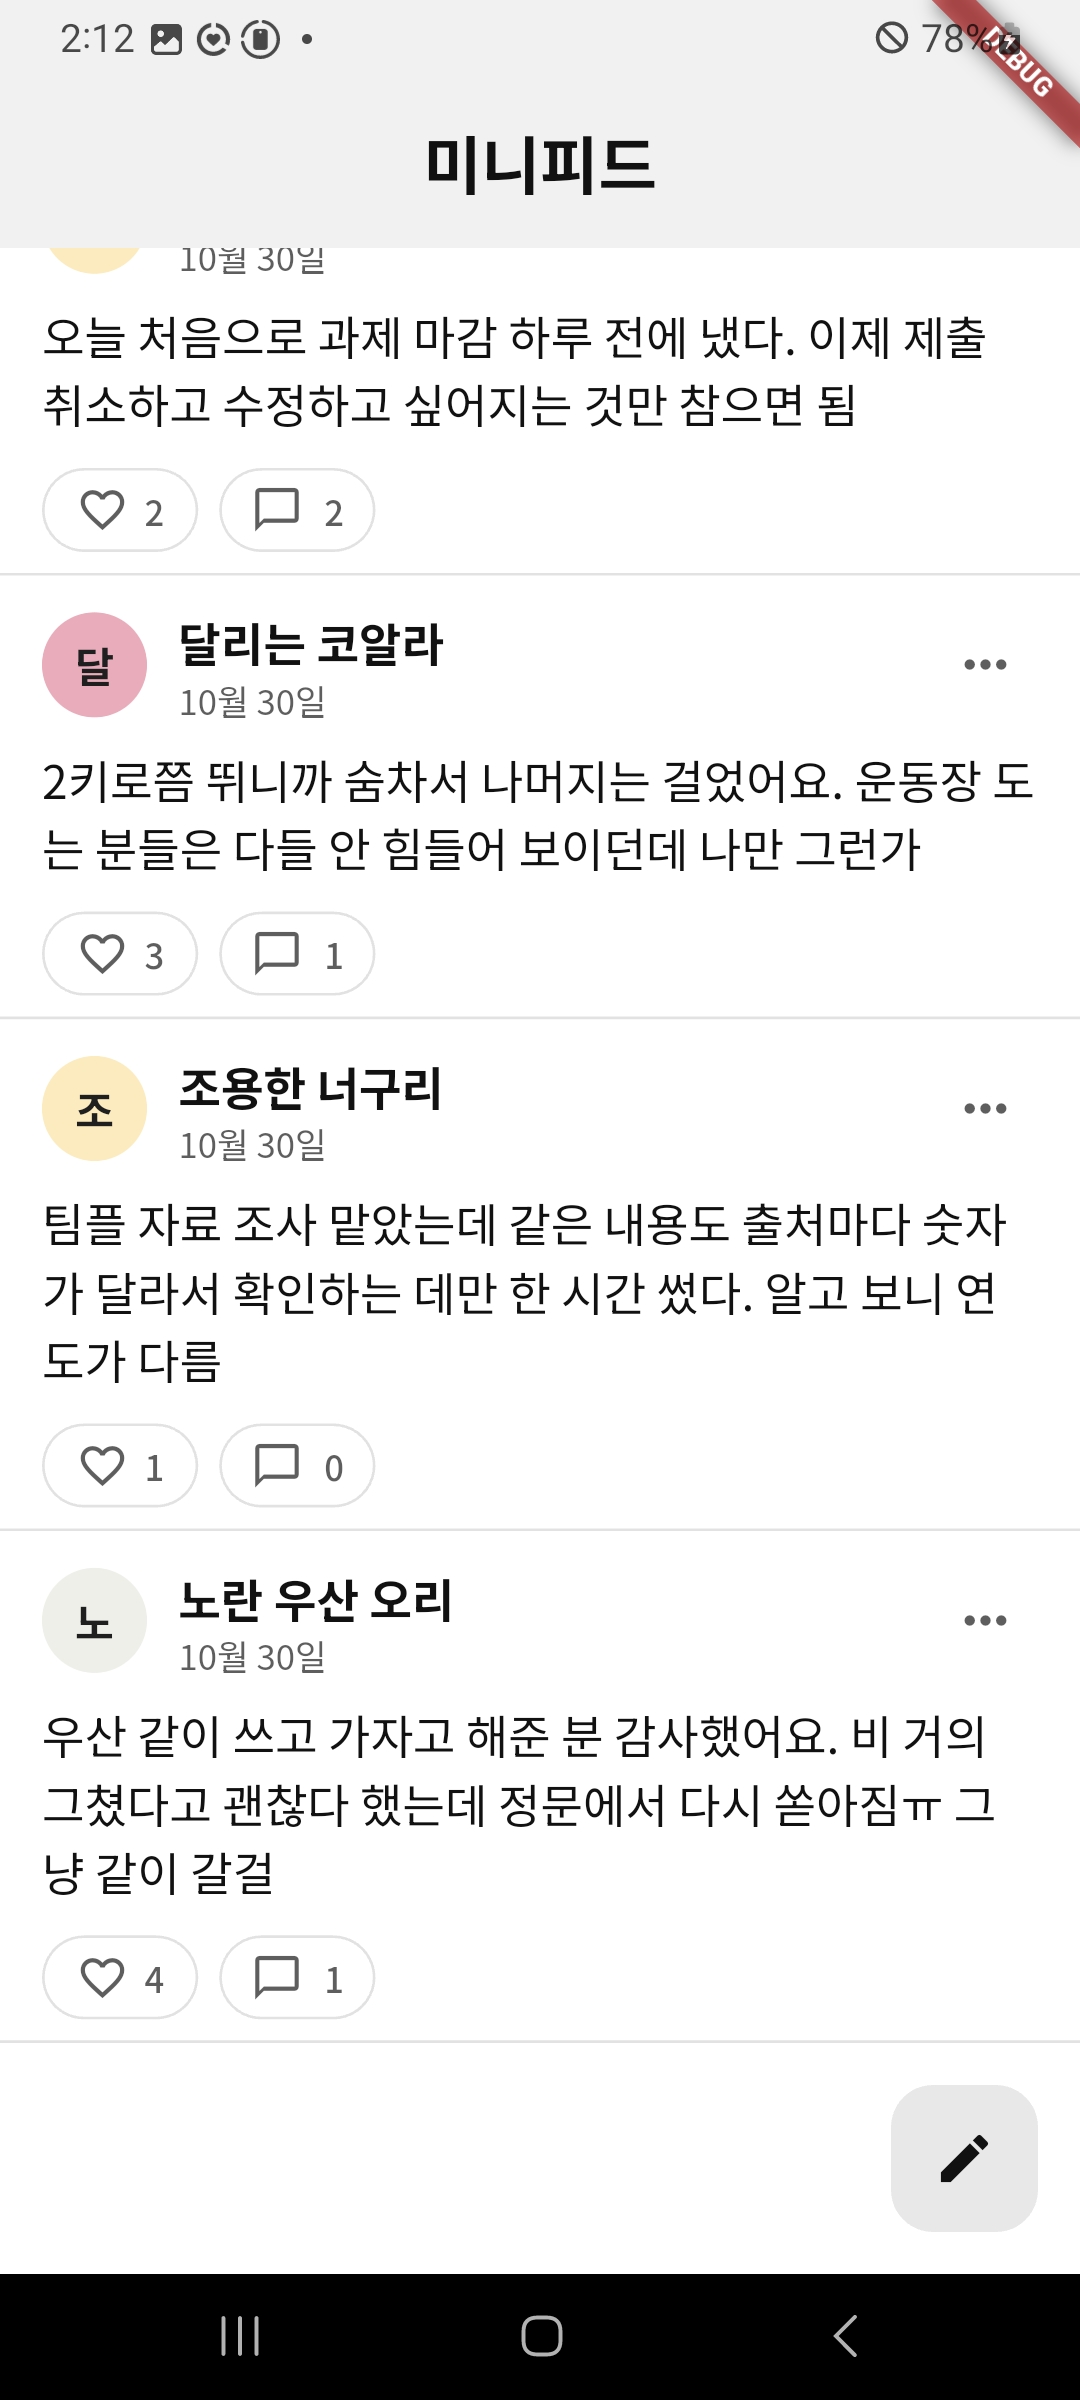 2:12
78%
DEBUG
미니피드
10월 30일
오늘 처음으로 과제 마감 하루 전에 냈다. 이제 제출
취소하고 수정하고 싶어지는 것만 참으면 됨
2 2
달
달리는 코알라
10월 30일
2키로쯤 뛰니까 숨차서 나머지는 걸었어요. 운동장 도
는 분들은 다들 안 힘들어 보이던데 나만 그런가
3 1
조
조용한 너구리
10월 30일
팀플 자료 조사 맡았는데 같은 내용도 출처마다 숫자
가 달라서 확인하는 데만 한 시간 썼다. 알고 보니 연
도가 다름
1 0
노
노란 우산 오리
10월 30일
우산 같이 쓰고 가자고 해준 분 감사했어요. 비 거의
그쳤다고 괜찮다 했는데 정문에서 다시 쏟아짐ㅠ 그
냥 같이 갈걸
4 1